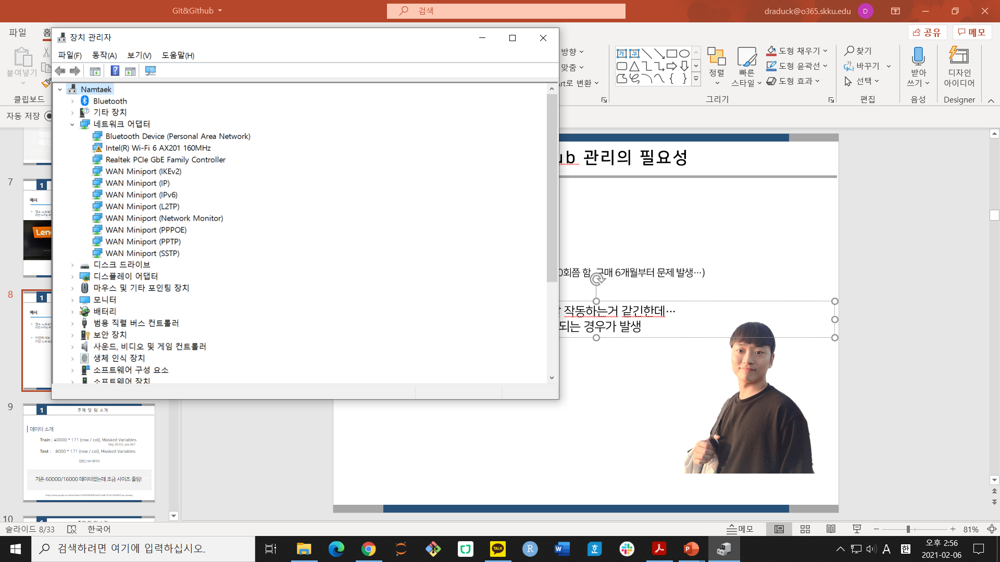 Git&Github
검색
draduck@o365.skku.edu
D
파일
홈
공유
메모
장치 관리자
파일(F) 동작(A) 보기(V) 도움말(H)
붙여넣기
클립보드
방향
맞춤
로 변환
정렬
빠른
스타일
도형 채우기
도형 윤곽선
도형 효과
그리기
찾기
바꾸기
선택
편집
받아
쓰기
음성
디자인
아이디어
Designer
자동 저장
Namtaek
Bluetooth
기타 장치
네트워크 어댑터
Bluetooth Device (Personal Area Network)
Intel(R) Wi-Fi 6 AX201 160MHz
Realtek PCIe GbE Family Controller
WAN Miniport (IKEv2)
WAN Miniport (IP)
WAN Miniport (IPv6)
WAN Miniport (L2TP)
WAN Miniport (Network Monitor)
WAN Miniport (PPPOE)
WAN Miniport (PPTP)
WAN Miniport (SSTP)
디스크 드라이브
디스플레이 어댑터
마우스 및 기타 포인팅 장치
모니터
배터리
범용 직렬 버스 컨트롤러
보안 장치
사운드, 비디오 및 게임 컨트롤러
생체 인식 장치
소프트웨어 구성 요소
소프트웨어 장치
ub 관리의 필요성
0회쯤 함, 구매 6개월부터 문제 발생…)
작동하는거 같긴한데…
되는 경우가 발생
7
1
예시
Len
8
1
예시
9
1
주제 및 팀 소개
데이터 소개
Train : 40000 * 171 (row / col), Masked Variables
Test : 8000 * 171 (row / col), Masked Variables
기존 60000/16000 데이터였는데 조금 사이즈 줄임!
10
슬라이드 8/33
한국어
메모
81%
검색하려면 여기에 입력하십시오.
TALK
A
한
오후 2:56
2021-02-06